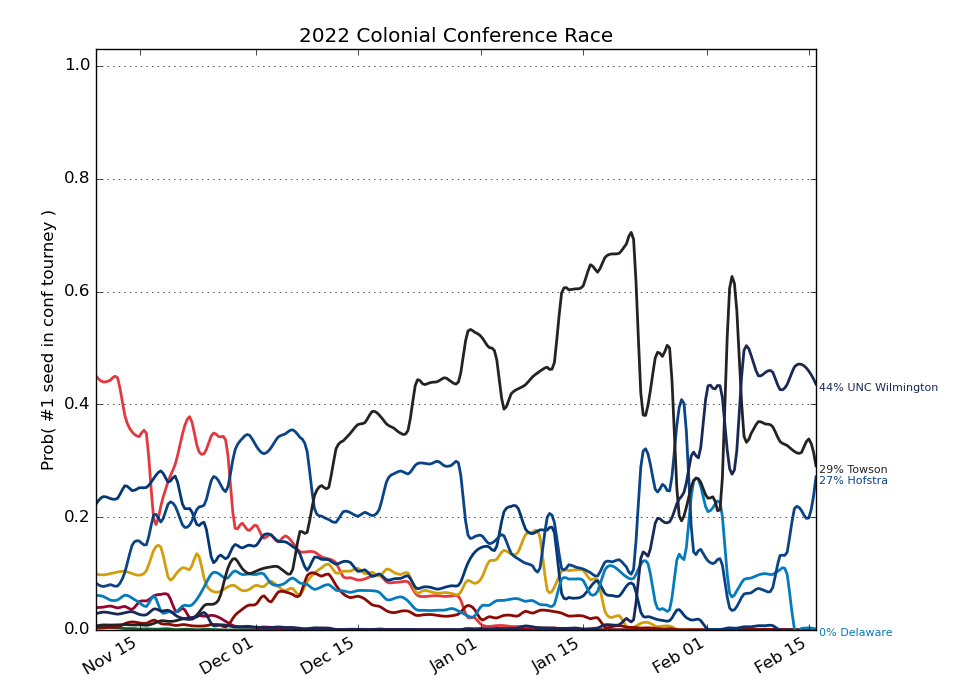 2022 Colonial Conference Race
Prob( #1 seed in conf tourney )
1.0
0.8
0.6
0.4
0.2
0.0
44% UNC Wilmington
29% Towson
27% Hofstra
0% Delaware
Nov 15
Dec 01
Dec 15
Jan 01
Jan 15
Feb 01
Feb 15